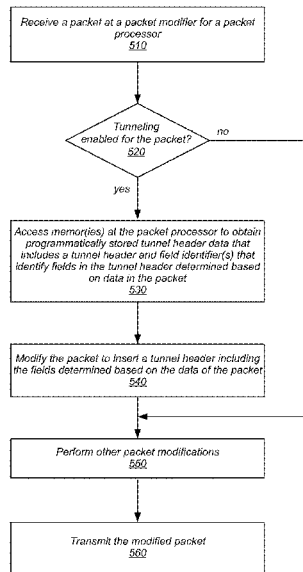 Receive a packet at a packet modifier for a packet
processor
510
Tunneling
enabled for the packet?
520
no
yes
Access memor(ies) at the packet processor to obtain
programmatically stored tunnel header data that
includes a tunnel header and field identifier(s) that
identify fields in the tunnel header determined based
on data in the packet
530
Modify the packet to insert a tunnel header including
the fields determined based on the data of the packet
540
Perform other packet modifications
550
Transmit the modified packet
560